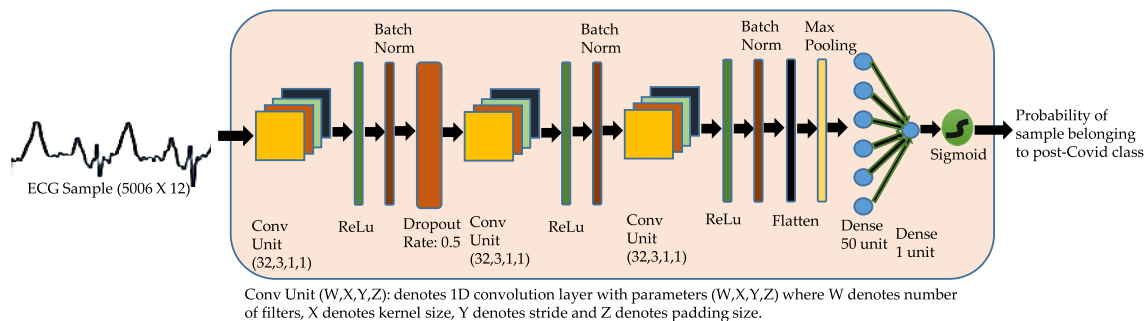 Batch
Norm
Batch
Norm
Batch
Norm
Max
Pooling
ECG Sample (5006 X 12)
Conv
Unit
(32,3,1,1)
ReLu
Dropout
Rate: 0.5
Conv
Unit
(32,3,1,1)
ReLu
Conv
Unit
(32,3,1,1)
ReLu
Flatten
Dense
50 unit
Dense
1 unit
Sigmoid
Probability of
sample belonging
to post-Covid class
Conv Unit (W,X,Y,Z): denotes 1D convolution layer with parameters (W,X,Y,Z) where W denotes number
of filters, X denotes kernel size, Y denotes stride and Z denotes padding size.